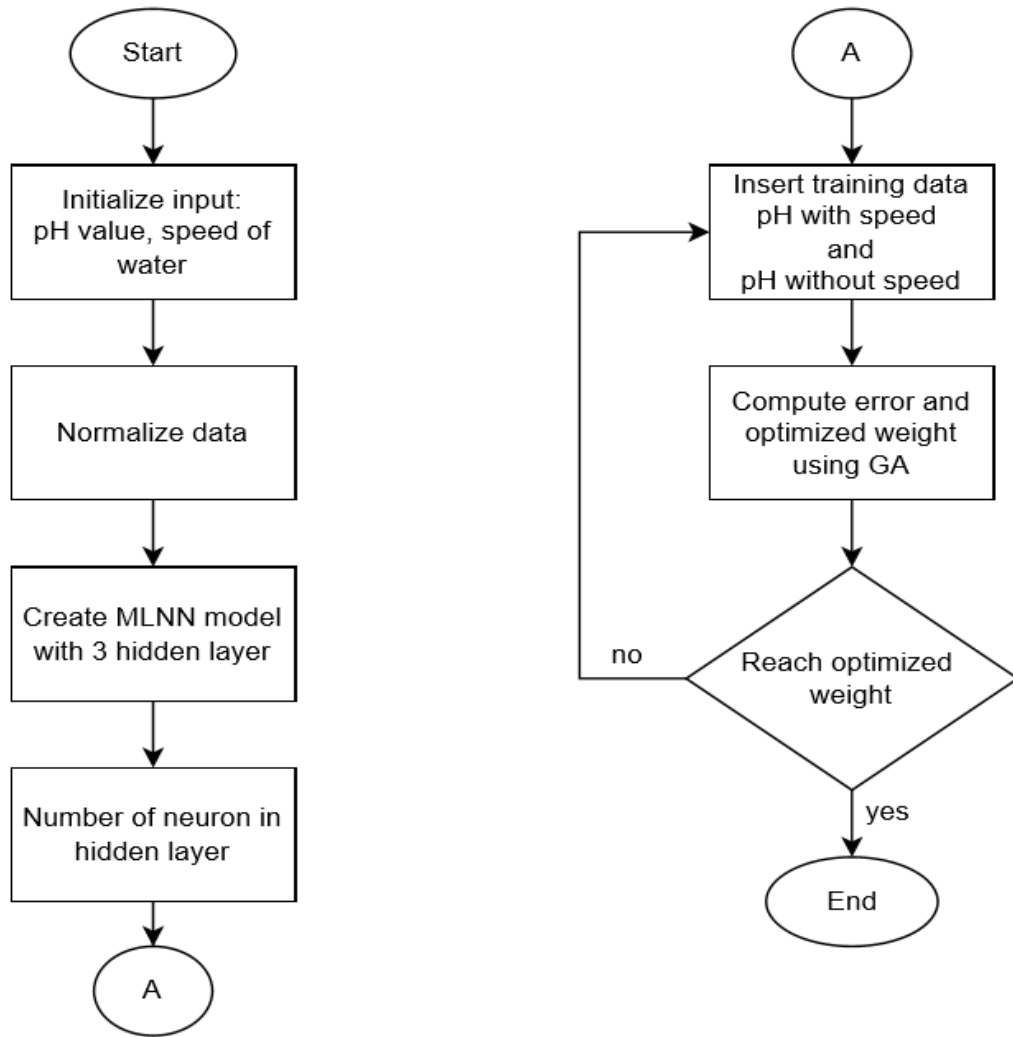 Start
Initialize input:
pH value, speed of
water
Normalize data
Create MLNN model
with 3 hidden layer
Number of neuron in
hidden layer
A
A
Insert training data
pH with speed
and
pH without speed
Compute error and
optimized weight
using GA
Reach optimized
weight
no
yes
End